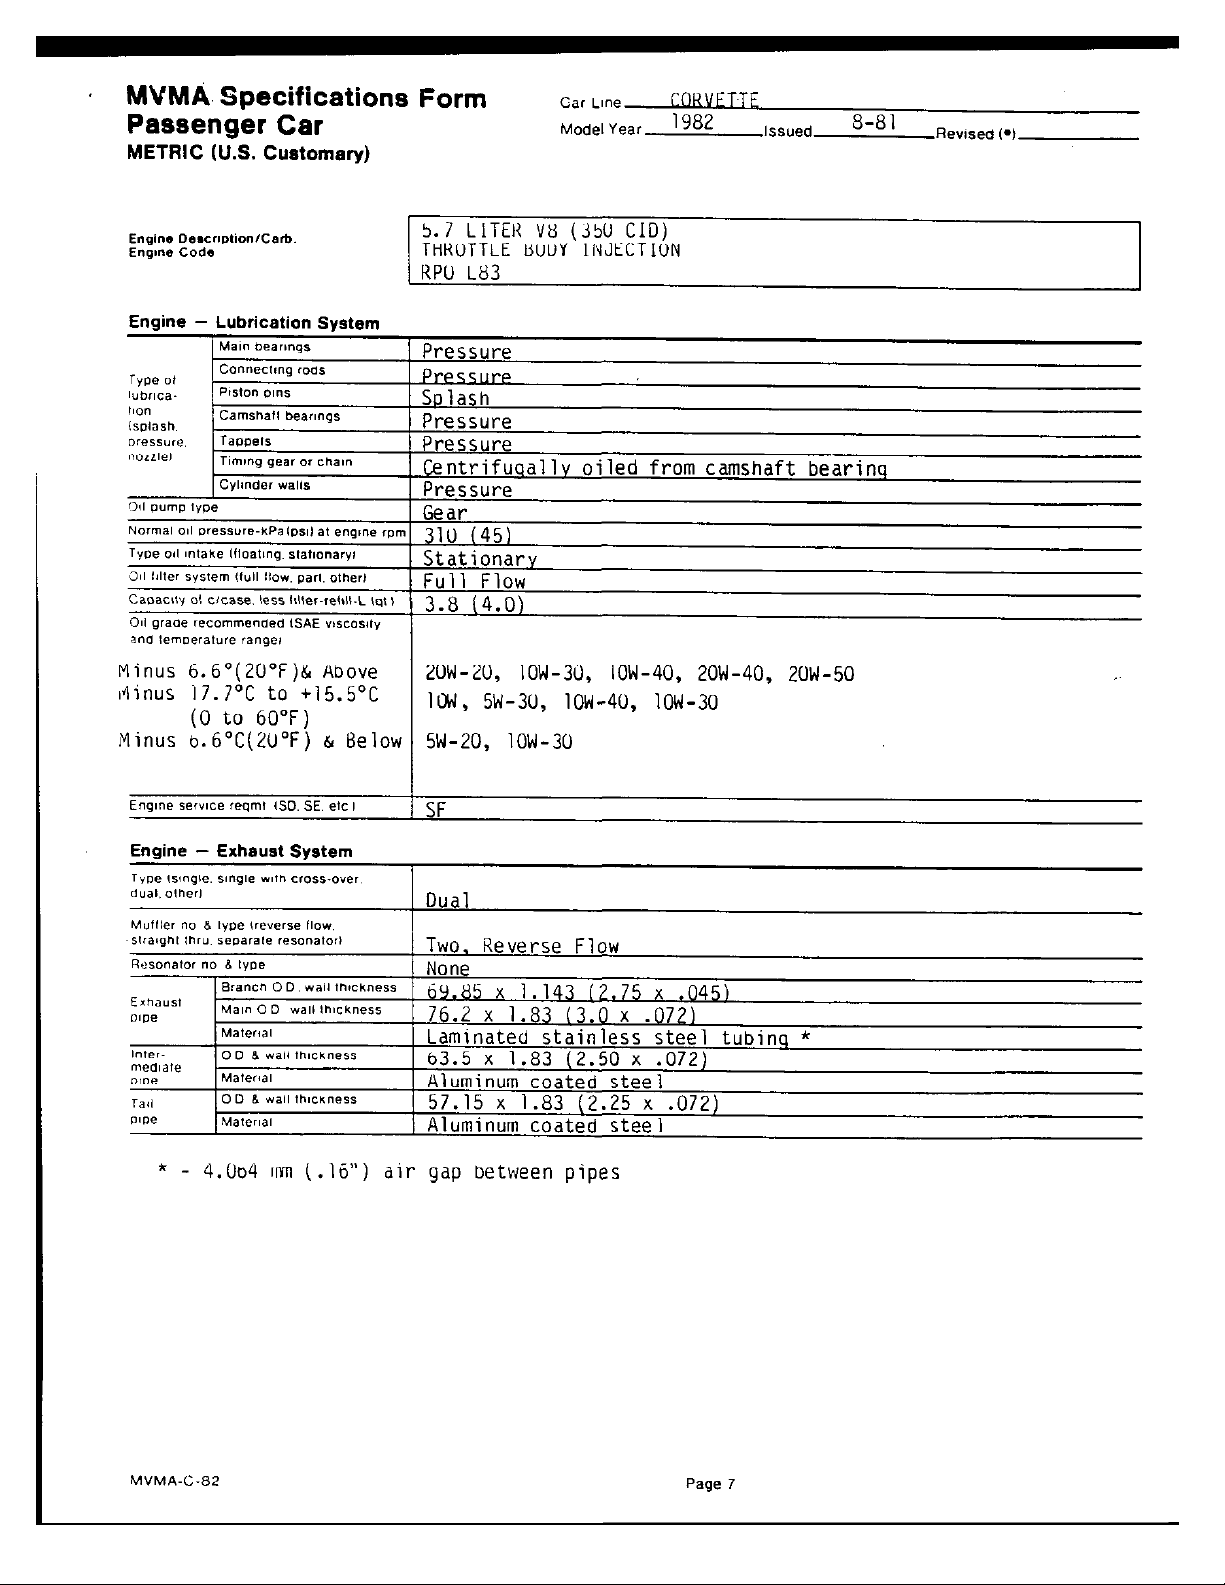 MVMA Specifications Form
Passenger Car
METRIC (U.S. Customary)
Car Line CORVETTE
Model Year 1982 Issued 8-81 Revised (•)
Engine Description/Carb.
Engine Code
5.7 LITER V8 (350 CID)
THROTTLE BODY INJECTION
RPO L83
Engine — Lubrication System
Type of lubrica-tion (splash, pressure, nozzle)
Main bearings Pressure
Connecting rods Pressure
Piston pins Splash
Camshaft bearings Pressure
Tappets Pressure
Timing gear or chain Centrifugally oiled from camshaft bearing
Cylinder walls Pressure
Oil pump type Gear
Normal oil pressure-kPa (psi) at engine rpm 310 (45)
Type oil intake (floating, stationary) Stationary
Oil filter system (full flow, part, other) Full Flow
Capacity of c/case, less filter-refill-L (qt) 3.8 (4.0)
Oil grade recommended (SAE viscosity
and temperature range)
Minus 6.6°(20°F)& Above 20W-20, 10W-30, 10W-40, 20W-40, 20W-50
Minus 17.7°C to +15.5°C 10W, 5W-30, 10W-40, 10W-30
(0 to 60°F)
Minus 6.6°C(20°F) & Below 5W-20, 10W-30
Engine service reqmt (SD, SE, etc) SF
Engine — Exhaust System
Type (single, single with cross-over,
dual, other) Dual
Muffler no & type (reverse flow,
straight thru, separate resonator) Two, Reverse Flow
Resonator no & type None
Exhaust pipe
Branch O D, wall thickness 69.85 x 1.143 (2.75 x .045)
Main O D wall thickness 76.2 x 1.83 (3.0 x .072)
Material Laminated stainless steel tubing *
Inter-mediate pipe
O D & wall thickness 63.5 x 1.83 (2.50 x .072)
Material Aluminum coated steel
Tail pipe
O D & wall thickness 57.15 x 1.83 (2.25 x .072)
Material Aluminum coated steel
* - 4.064 mm (.16") air gap between pipes
MVMA-C-82
Page 7